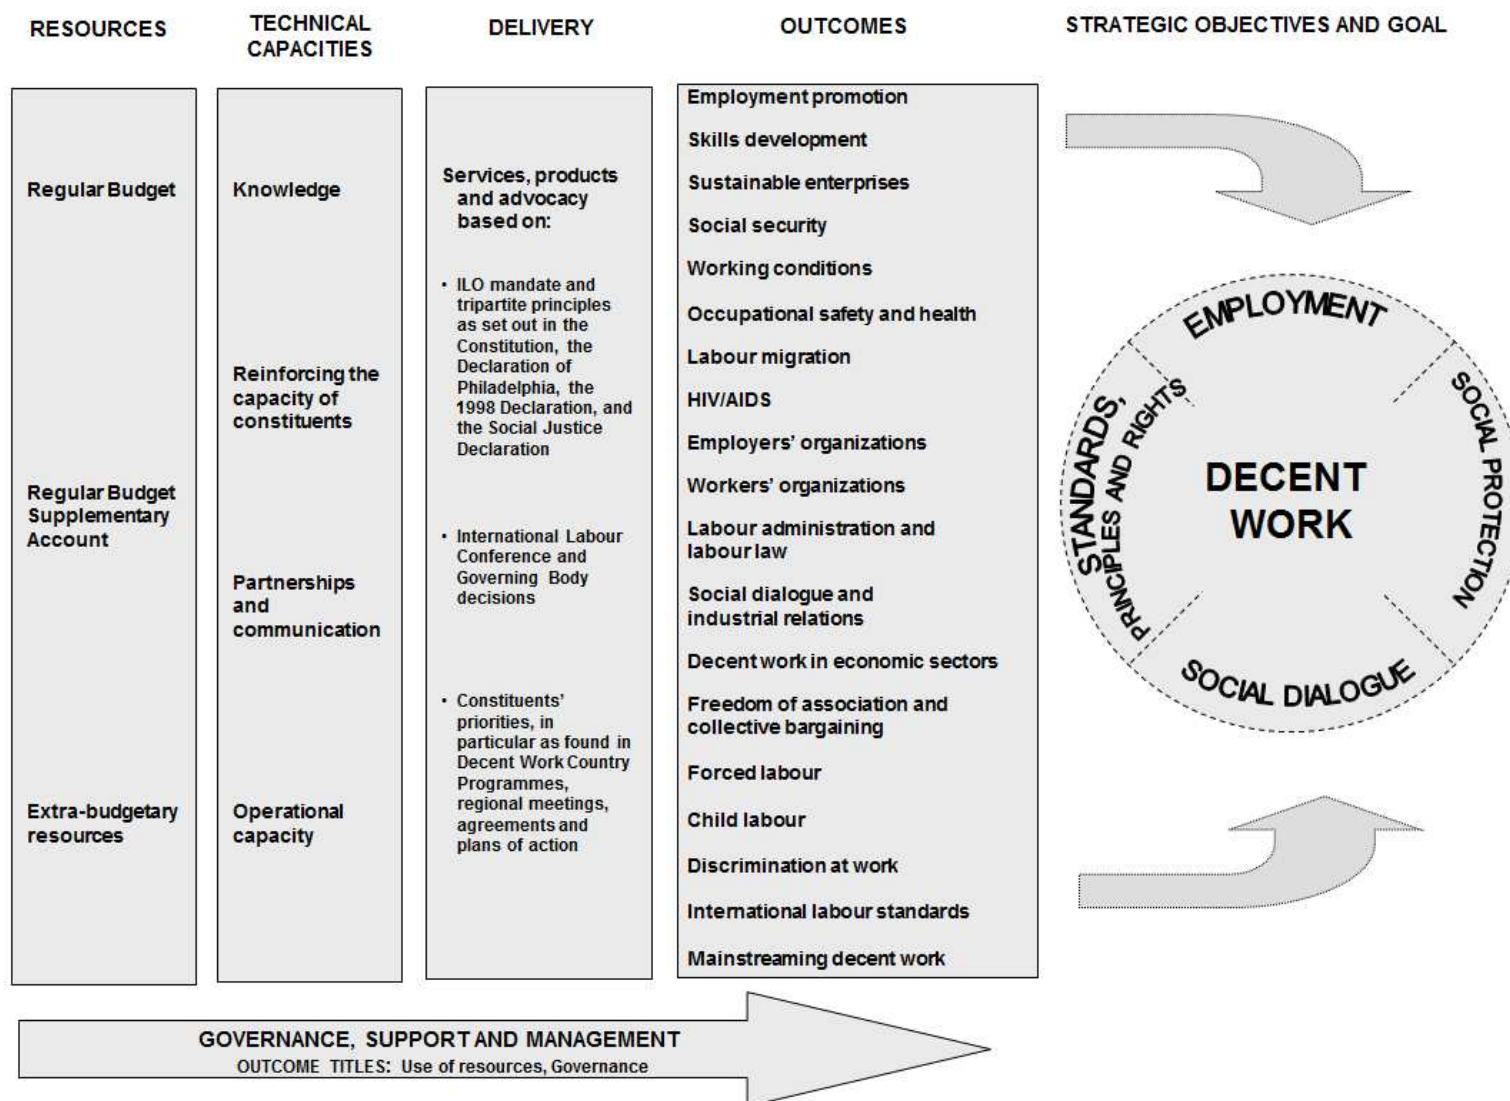 RESOURCES
TECHNICAL
CAPACITIES
DELIVERY
OUTCOMES
STRATEGIC OBJECTIVES AND GOAL
Regular Budget
Regular Budget
Supplementary
Account
Extra-budgetary
resources
Knowledge
Reinforcing the
capacity of
constituents
Partnerships
and
communication
Operational
capacity
Services, products
and advocacy
based on:
• ILO mandate and
tripartite principles
as set out in the
Constitution, the
Declaration of
Philadelphia, the
1998 Declaration, and
the Social Justice
Declaration
• International Labour
Conference and
Governing Body
decisions
• Constituents’
priorities, in
particular as found in
Decent Work Country
Programmes,
regional meetings,
agreements and
plans of action
Employment promotion
Skills development
Sustainable enterprises
Social security
Working conditions
Occupational safety and health
Labour migration
HIV/AIDS
Employers’ organizations
Workers’ organizations
Labour administration and
labour law
Social dialogue and
industrial relations
Decent work in economic sectors
Freedom of association and
collective bargaining
Forced labour
Child labour
Discrimination at work
International labour standards
Mainstreaming decent work
EMPLOYMENT
SOCIAL PROTECTION
SOCIAL DIALOGUE
STANDARDS,
PRINCIPLES AND RIGHTS
DECENT
WORK
GOVERNANCE, SUPPORT AND MANAGEMENT
OUTCOME TITLES: Use of resources, Governance